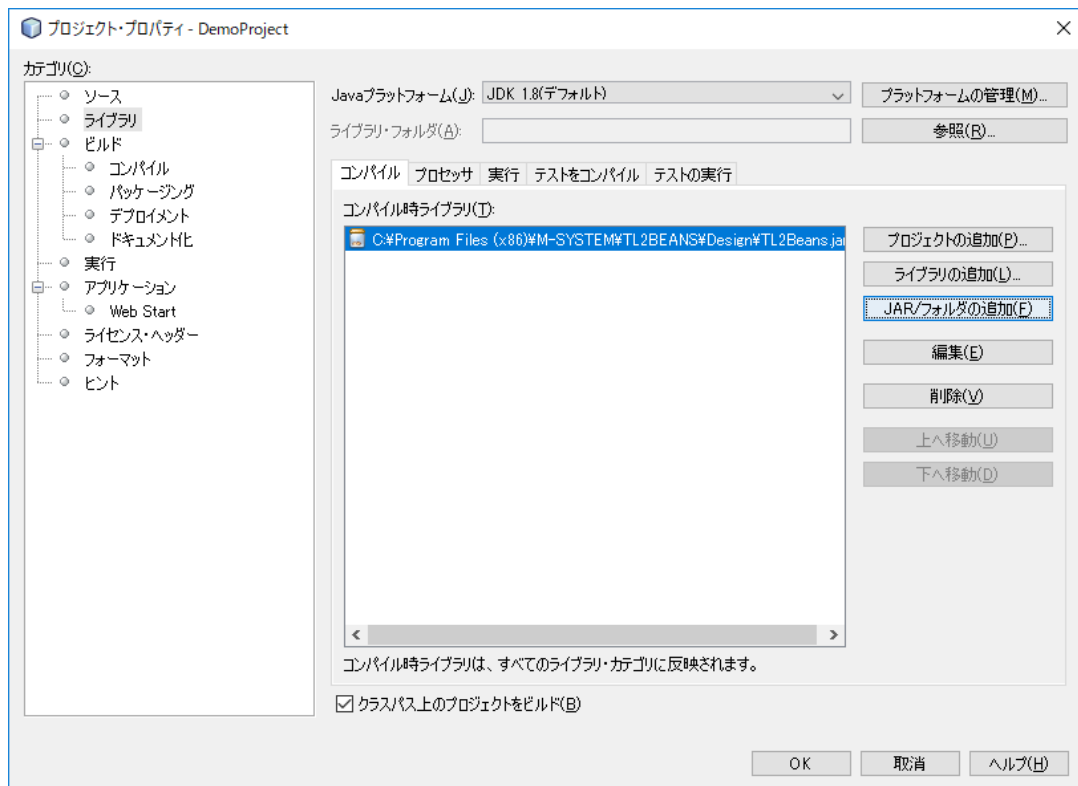 プロジェクト・プロパティ - DemoProject
カテゴリ(C):
ソース
ライブラリ
ビルド
コンパイル
パッケージング
デプロイメント
ドキュメント化
実行
アプリケーション
Web Start
ライセンス・ヘッダー
フォーマット
ヒント
Javaプラットフォーム(J): JDK 1.8(デフォルト) プラットフォームの管理(M)...
ライブラリ・フォルダ(A): 参照(R)...
コンパイル プロセッサ 実行 テストをコンパイル テストの実行
コンパイル時ライブラリ(T):
C:¥Program Files (x86)¥M-SYSTEM¥TL2BEANS¥Design¥TL2Beans.jar
プロジェクトの追加(P)...
ライブラリの追加(L)...
JAR/フォルダの追加(F)
編集(E)
削除(V)
上へ移動(U)
下へ移動(D)
コンパイル時ライブラリは、すべてのライブラリ・カテゴリに反映されます。
クラスパス上のプロジェクトをビルド(B)
OK 取消 ヘルプ(H)